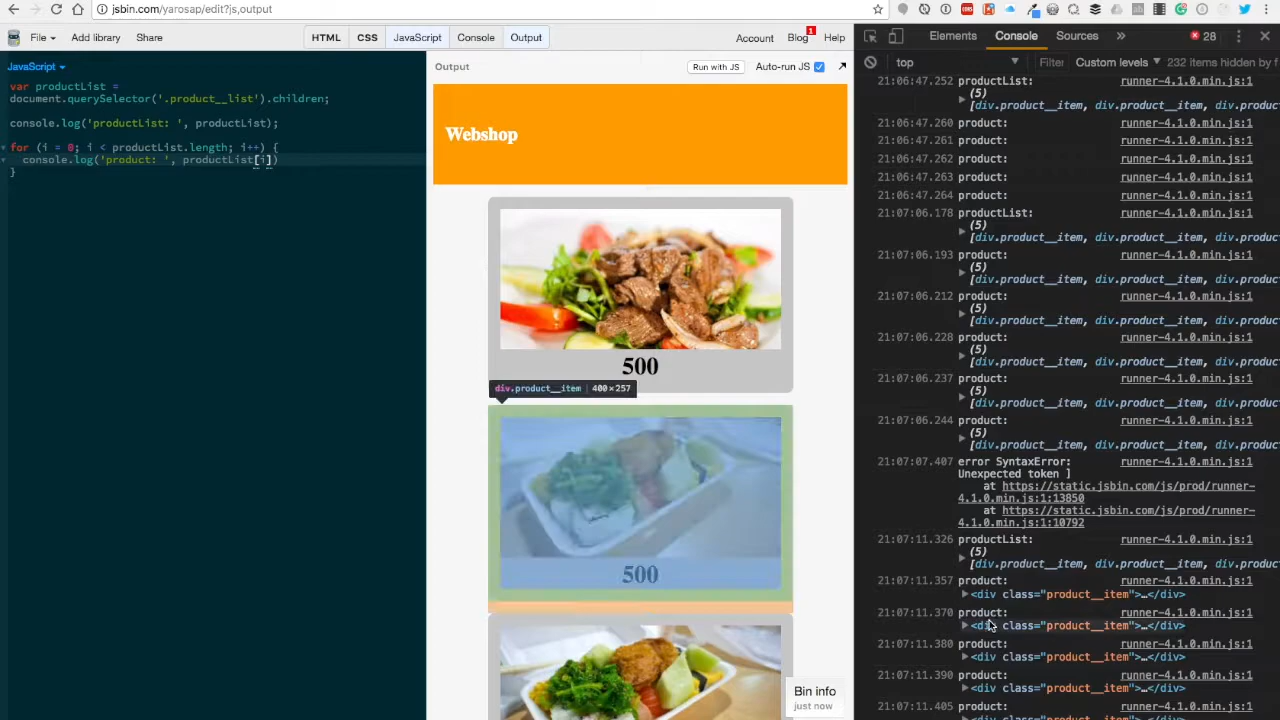 jsbin.com/yarosap/edit?js,output
File Add library Share HTML CSS JavaScript Console Output Account Blog 1 Help
Elements Console Sources » 28
JavaScript
Output Run with JS Auto-run JS
top Filter Custom levels 232 items hidden by f
var productList =
document.querySelector('.product__list').children;
console.log('productList: ', productList);
for (i = 0; i < productList.length; i++) {
console.log('product: ', productList[i])
}
Webshop
500
div.product__item | 400×257
500
Bin info
just now
21:06:47.252 productList: runner-4.1.0.min.js:1
(5)
[div.product__item, div.product__item, div.product
21:06:47.260 product: runner-4.1.0.min.js:1
21:06:47.261 product: runner-4.1.0.min.js:1
21:06:47.262 product: runner-4.1.0.min.js:1
21:06:47.263 product: runner-4.1.0.min.js:1
21:06:47.264 product: runner-4.1.0.min.js:1
21:07:06.178 productList: runner-4.1.0.min.js:1
(5)
[div.product__item, div.product__item, div.product
21:07:06.193 product: runner-4.1.0.min.js:1
(5)
[div.product__item, div.product__item, div.product
21:07:06.212 product: runner-4.1.0.min.js:1
(5)
[div.product__item, div.product__item, div.product
21:07:06.228 product: runner-4.1.0.min.js:1
(5)
[div.product__item, div.product__item, div.product
21:07:06.237 product: runner-4.1.0.min.js:1
(5)
[div.product__item, div.product__item, div.product
21:07:06.244 product: runner-4.1.0.min.js:1
(5)
[div.product__item, div.product__item, div.product
21:07:07.407 error SyntaxError: runner-4.1.0.min.js:1
Unexpected token ]
at https://static.jsbin.com/js/prod/runner-
4.1.0.min.js:1:13850
at https://static.jsbin.com/js/prod/runner-
4.1.0.min.js:1:10792
21:07:11.326 productList: runner-4.1.0.min.js:1
(5)
[div.product__item, div.product__item, div.product
21:07:11.357 product: runner-4.1.0.min.js:1
<div class="product__item">…</div>
21:07:11.370 product: runner-4.1.0.min.js:1
<div class="product__item">…</div>
21:07:11.380 product: runner-4.1.0.min.js:1
<div class="product__item">…</div>
21:07:11.390 product: runner-4.1.0.min.js:1
<div class="product__item">…</div>
21:07:11.405 product: runner-4.1.0.min.js:1